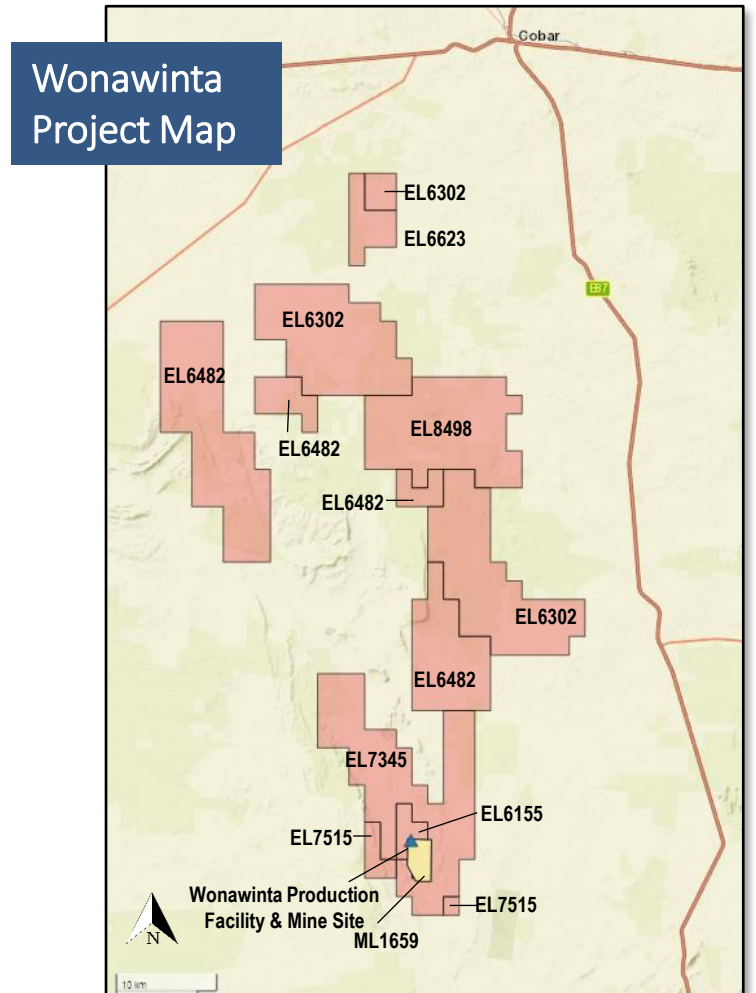 Cobar
Wonawinta
Project Map
EL6302
EL6623
E87
EL6302
EL6482
EL8498
EL6482
EL6482
EL6302
EL6482
EL7345
EL6155
EL7515
Wonawinta Production
Facility & Mine Site
EL7515
ML1659
N
10 km